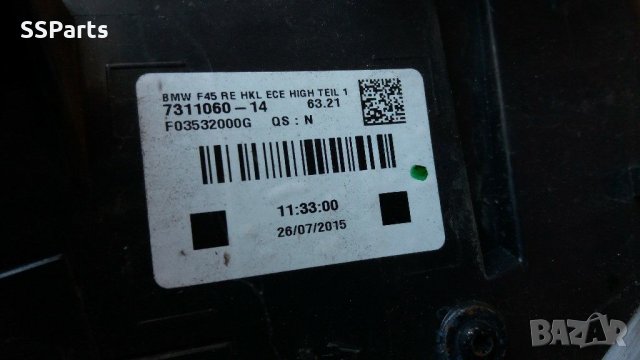 SSParts
BMW F45 RE HKL ECE HIGH TEIL 1
7311060-14 63.21
F03532000G QS : N
11:33:00
26/07/2015
BAZAR